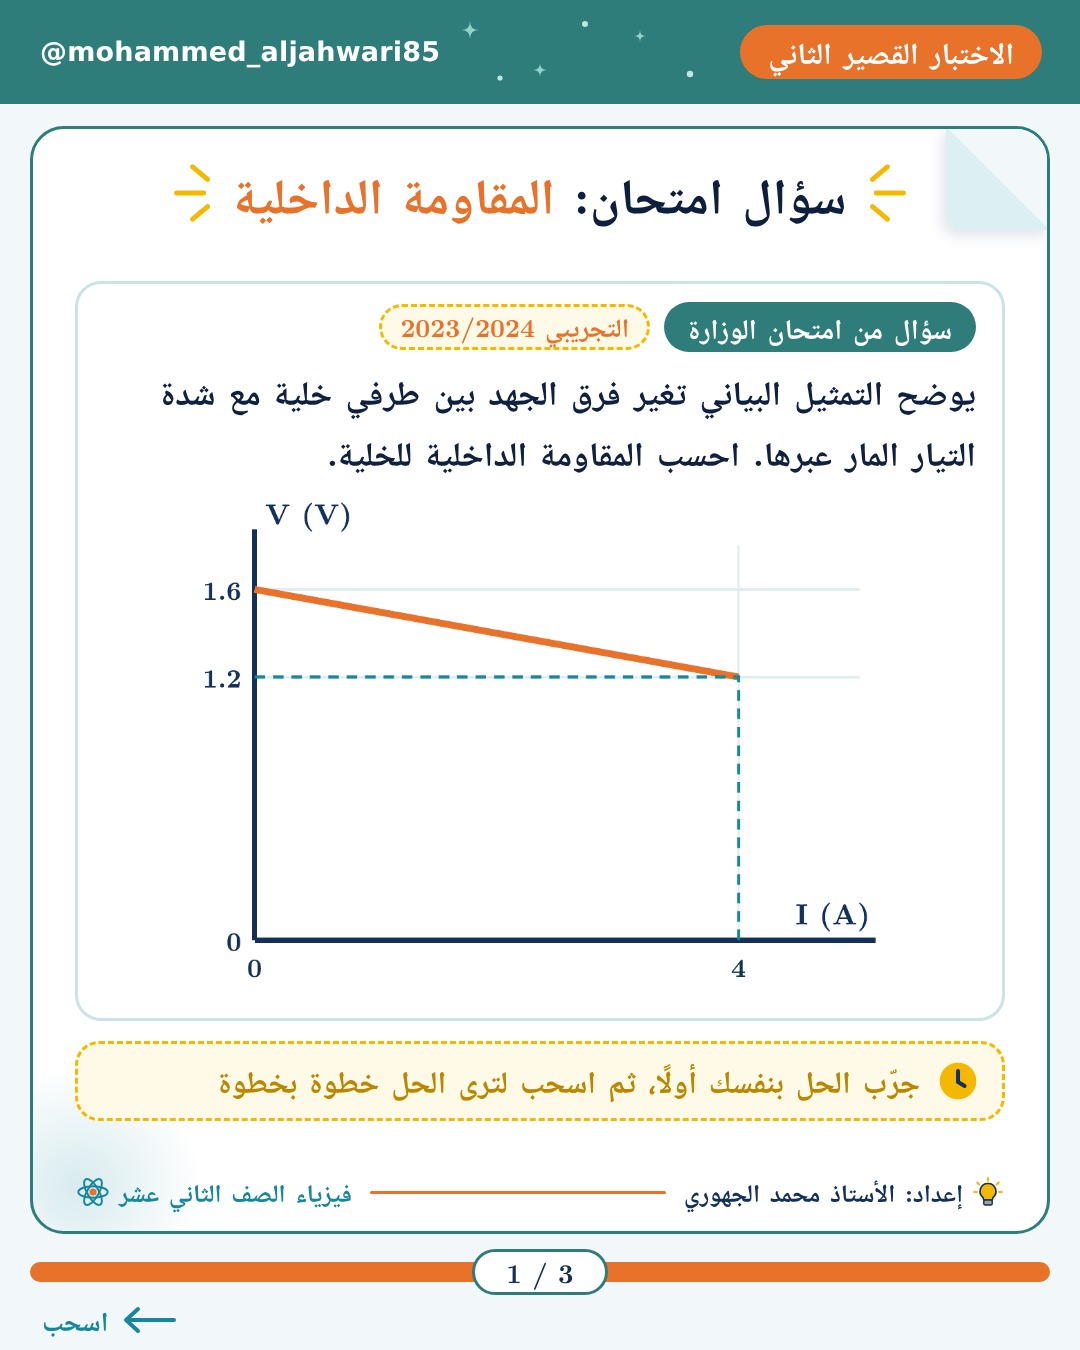 الاختبار القصير الثاني
@mohammed_aljahwari85
سؤال امتحان: المقاومة الداخلية
سؤال من امتحان الوزارة
التجريبي 2023/2024
يوضح التمثيل البياني تغير فرق الجهد بين طرفي خلية مع شدة
التيار المار عبرها. احسب المقاومة الداخلية للخلية.
V (V)
1.6
1.2
I (A)
0
0
4
جرّب الحل بنفسك أولًا، ثم اسحب لترى الحل خطوة بخطوة
إعداد: الأستاذ محمد الجهوري
فيزياء الصف الثاني عشر
1 / 3
اسحب